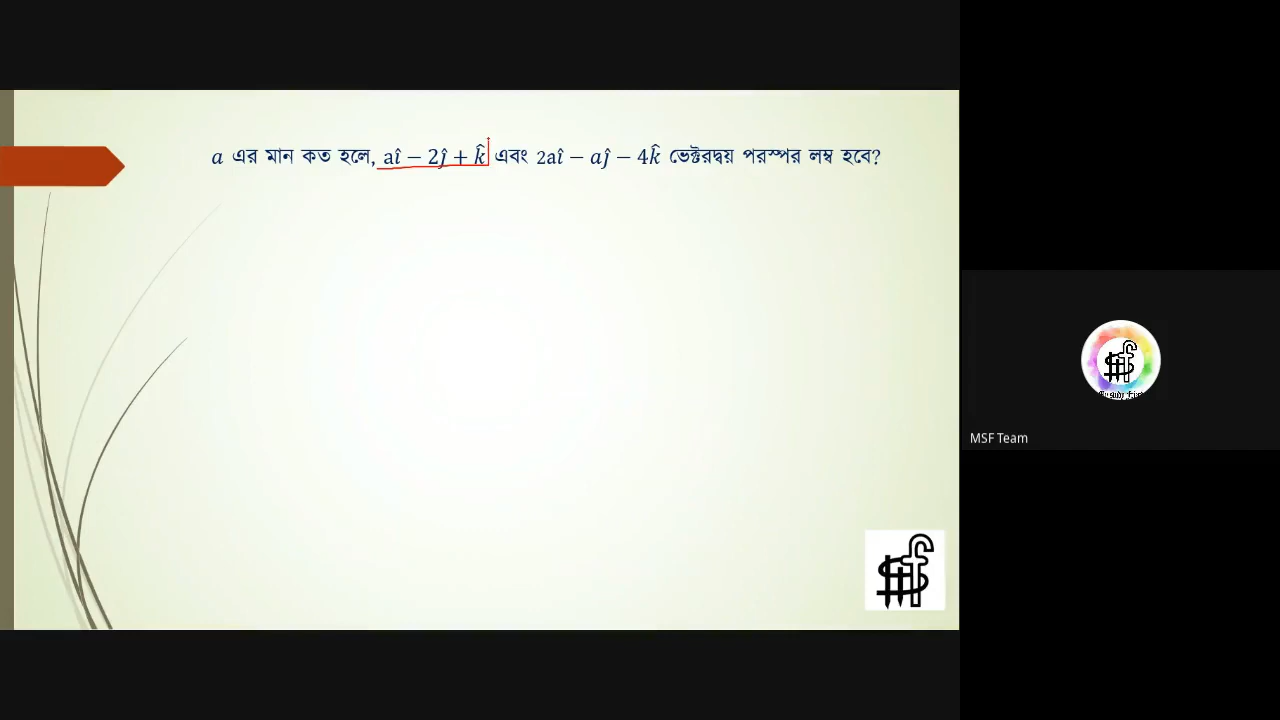 a এর মান কত হলে, aî − 2ĵ + k̂ এবং 2aî − aĵ − 4k̂ ভেক্টরদ্বয় পরস্পর লম্ব হবে?
MSF Team